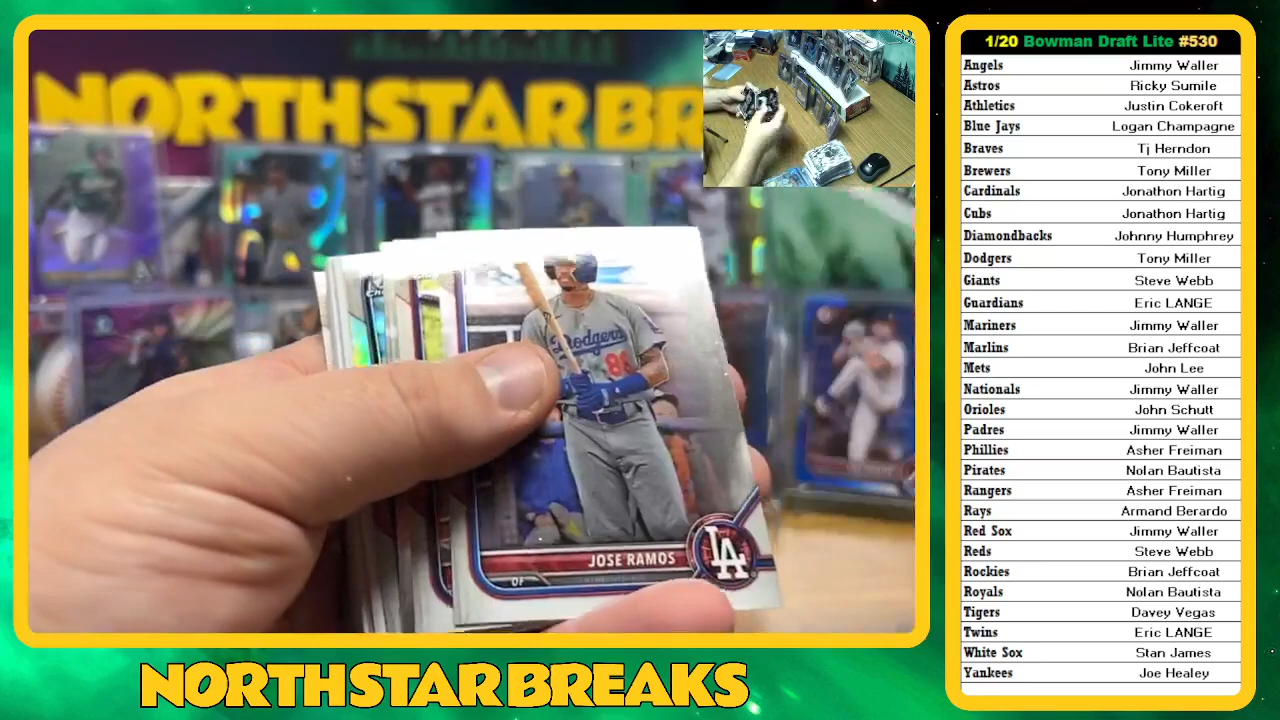 NORTHSTARBR
Dodgers
JOSE RAMOS
OF
LA
NORTHSTARBREAKS
1/20 Bowman Draft Lite #530
Angels Jimmy Waller
Astros Ricky Sumile
Athletics Justin Cokeroft
Blue Jays Logan Champagne
Braves Tj Herndon
Brewers Tony Miller
Cardinals Jonathon Hartig
Cubs Jonathon Hartig
Diamondbacks Johnny Humphrey
Dodgers Tony Miller
Giants Steve Webb
Guardians Eric LANGE
Mariners Jimmy Waller
Marlins Brian Jeffcoat
Mets John Lee
Nationals Jimmy Waller
Orioles John Schutt
Padres Jimmy Waller
Phillies Asher Freiman
Pirates Nolan Bautista
Rangers Asher Freiman
Rays Armand Berardo
Red Sox Jimmy Waller
Reds Steve Webb
Rockies Brian Jeffcoat
Royals Nolan Bautista
Tigers Davey Vegas
Twins Eric LANGE
White Sox Stan James
Yankees Joe Healey